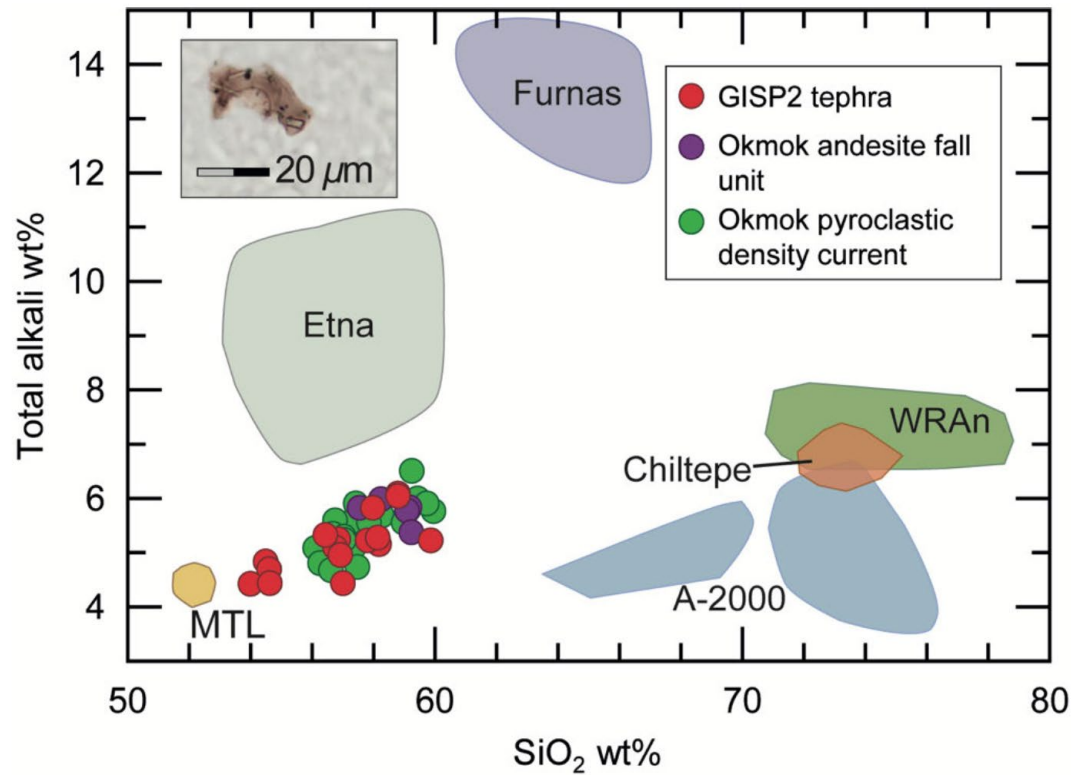 14
12
10
8
6
4
Total alkali wt%
20 µm
Furnas
GISP2 tephra
Okmok andesite fall
unit
Okmok pyroclastic
density current
Etna
WRAn
Chiltepe
A-2000
MTL
50
60
70
80
SiO₂ wt%